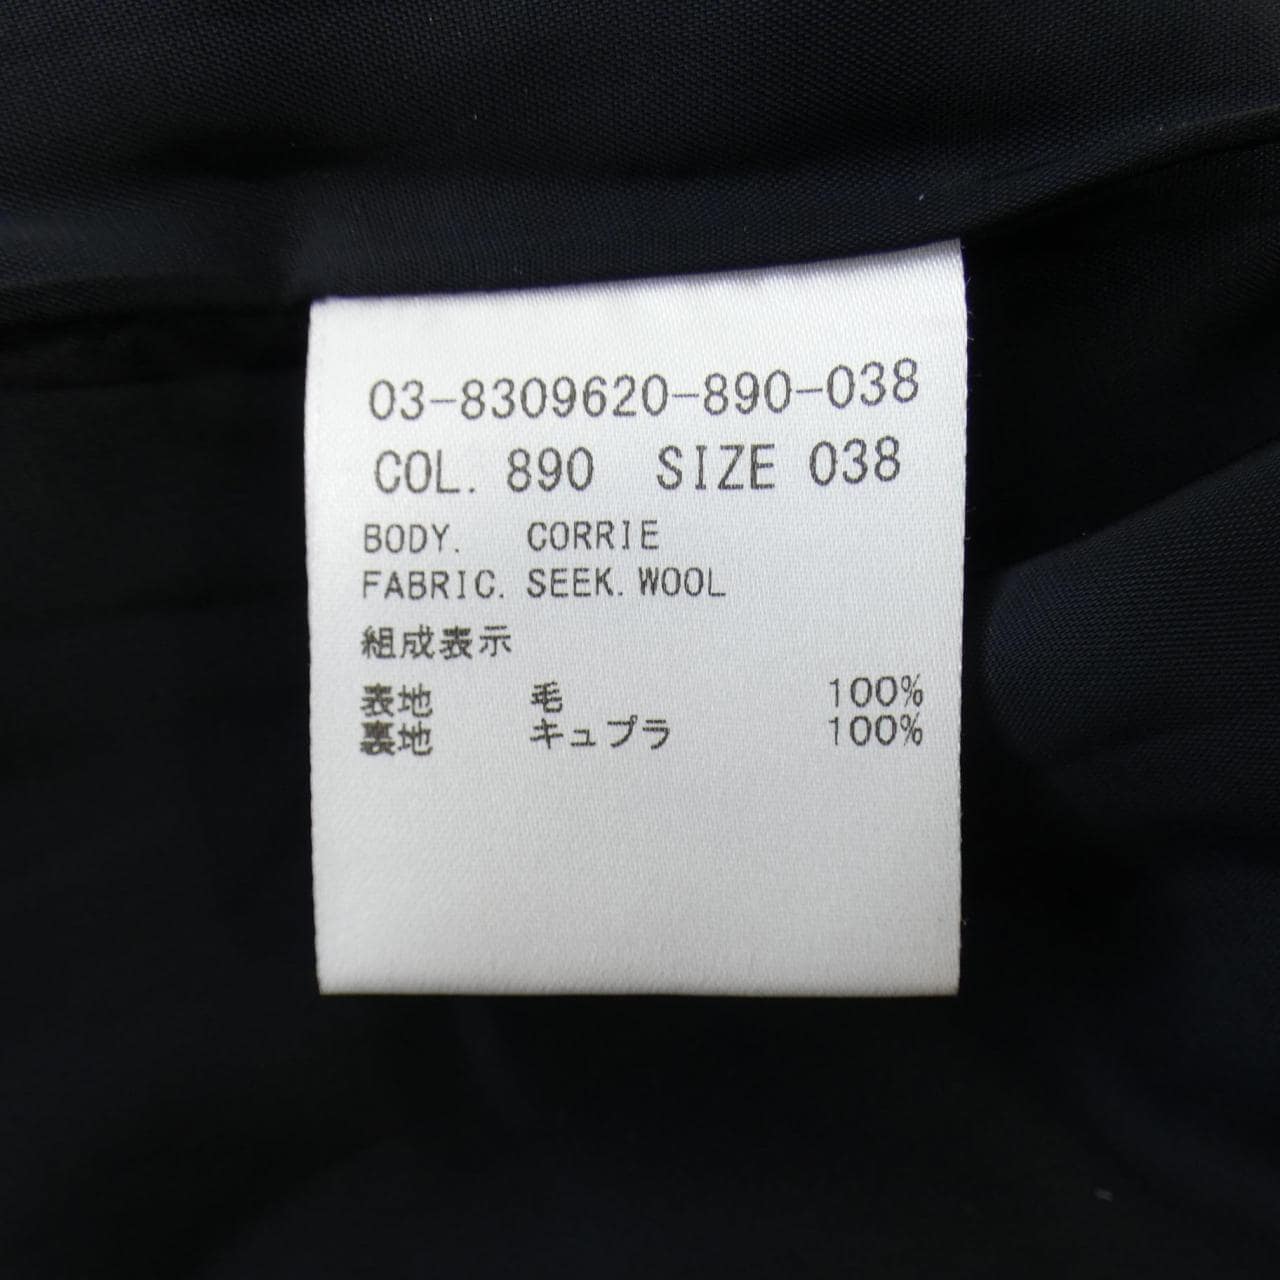 03-8309620-890-038
COL. 890 SIZE 038
BODY. CORRIE
FABRIC. SEEK. WOOL
組成表示
表地 毛 100%
裏地 キュプラ 100%